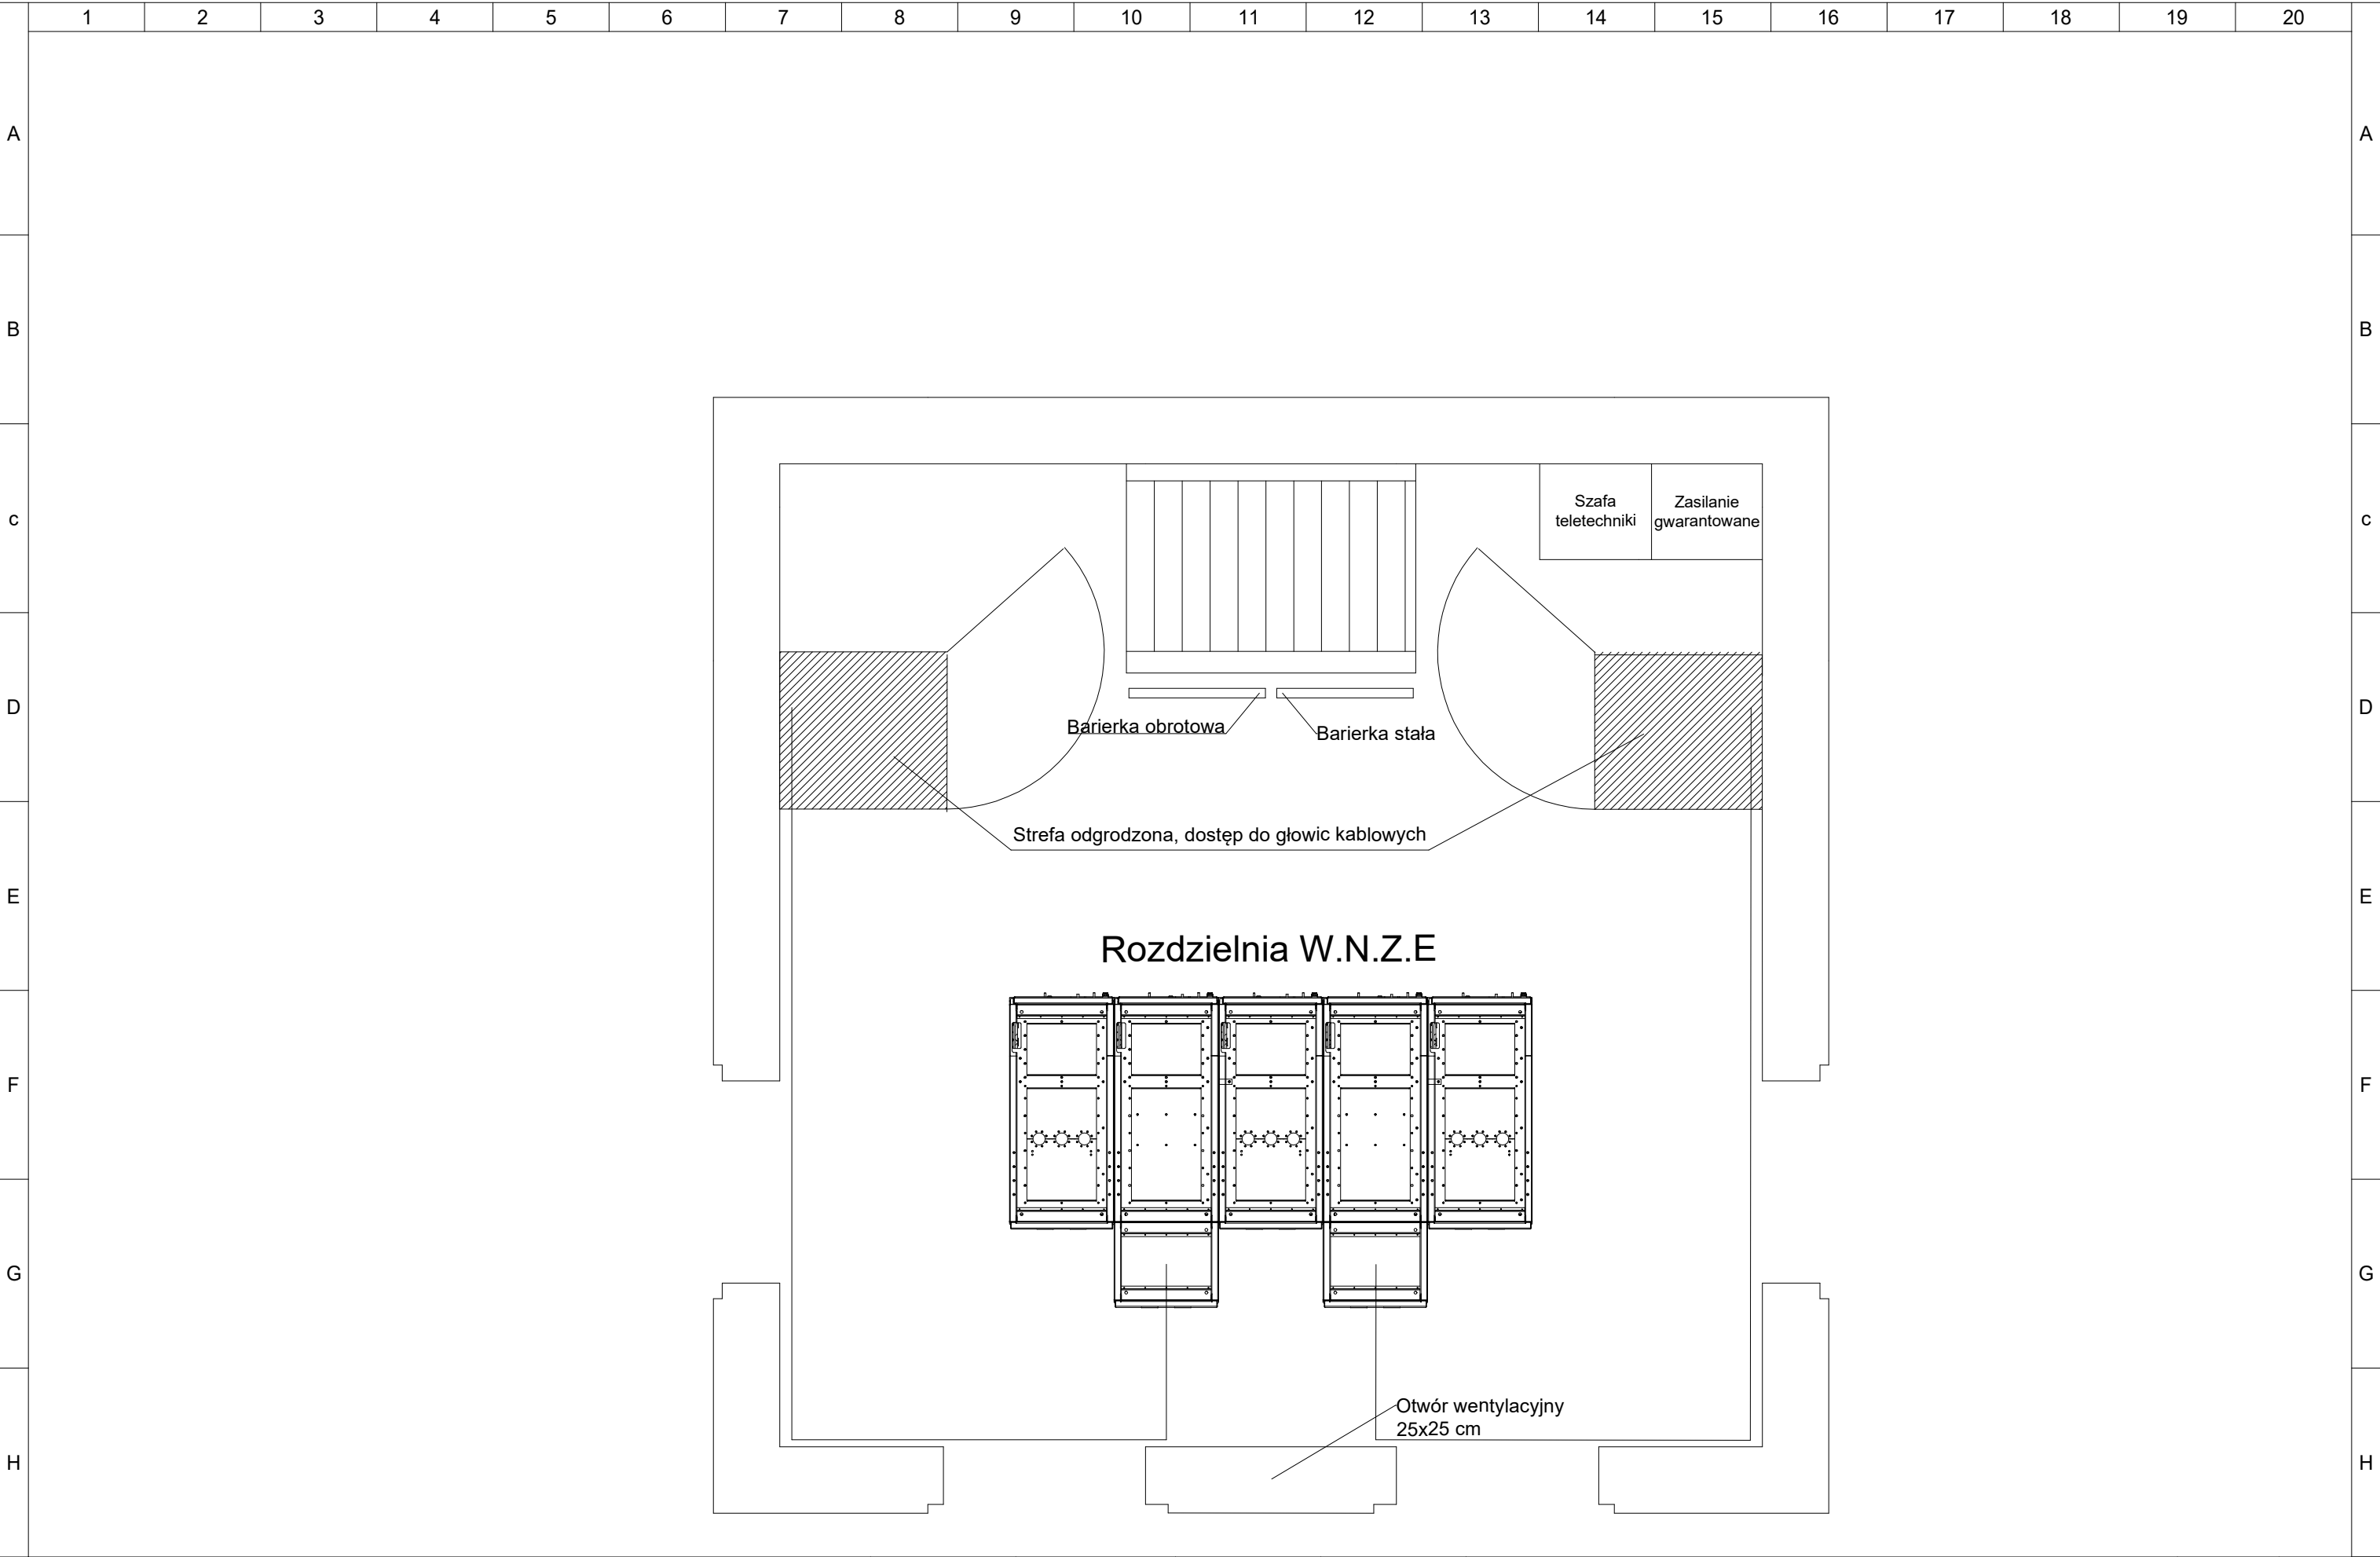 1 2 3 4 5 6 7 8 9 10 11 12 13 14 15 16 17 18 19 20
A A
B B
Szafa
teletechniki
Zasilanie
gwarantowane
c c
D D
Barierka obrotowa
Barierka stała
Strefa odgrodzona, dostęp do głowic kablowych
E E
Rozdzielnia W.N.Z.E
F F
G G
Otwór wentylacyjny
25x25 cm
H H